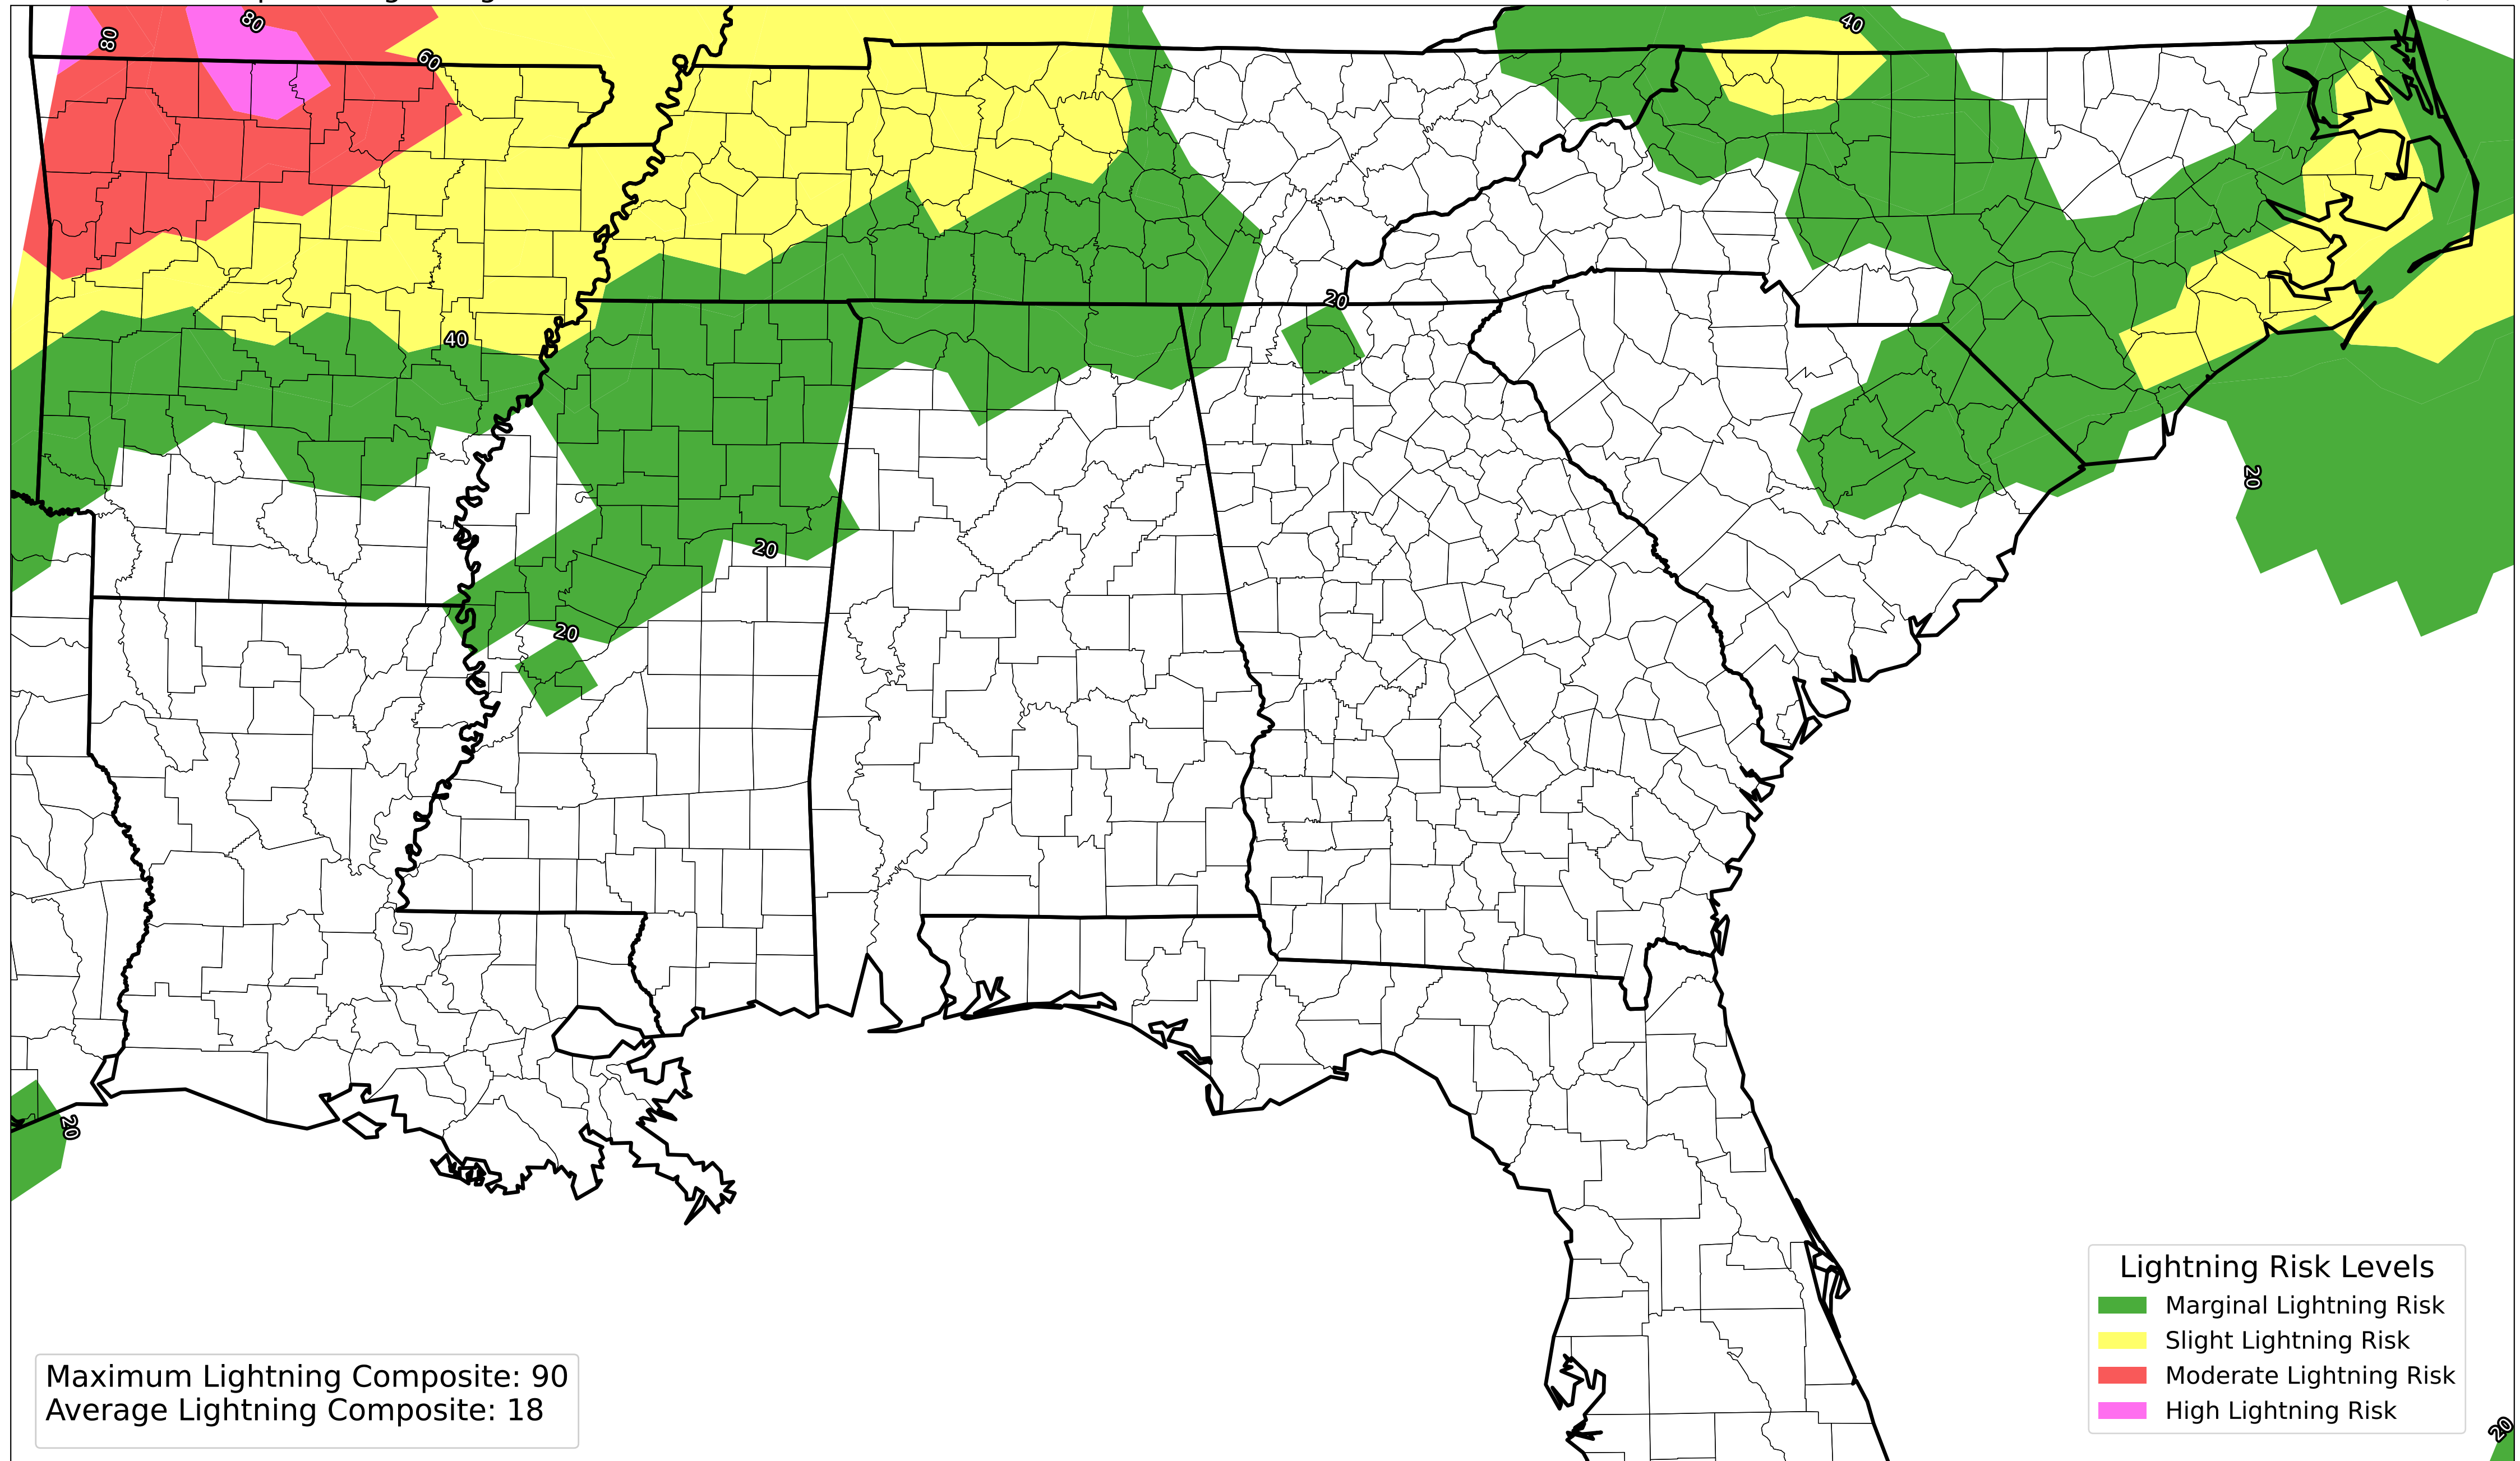 80
80
60
40
20
40
20
20
20
20
20
Lightning Risk Levels
Marginal Lightning Risk
Slight Lightning Risk
Moderate Lightning Risk
High Lightning Risk
Maximum Lightning Composite: 90
Average Lightning Composite: 18